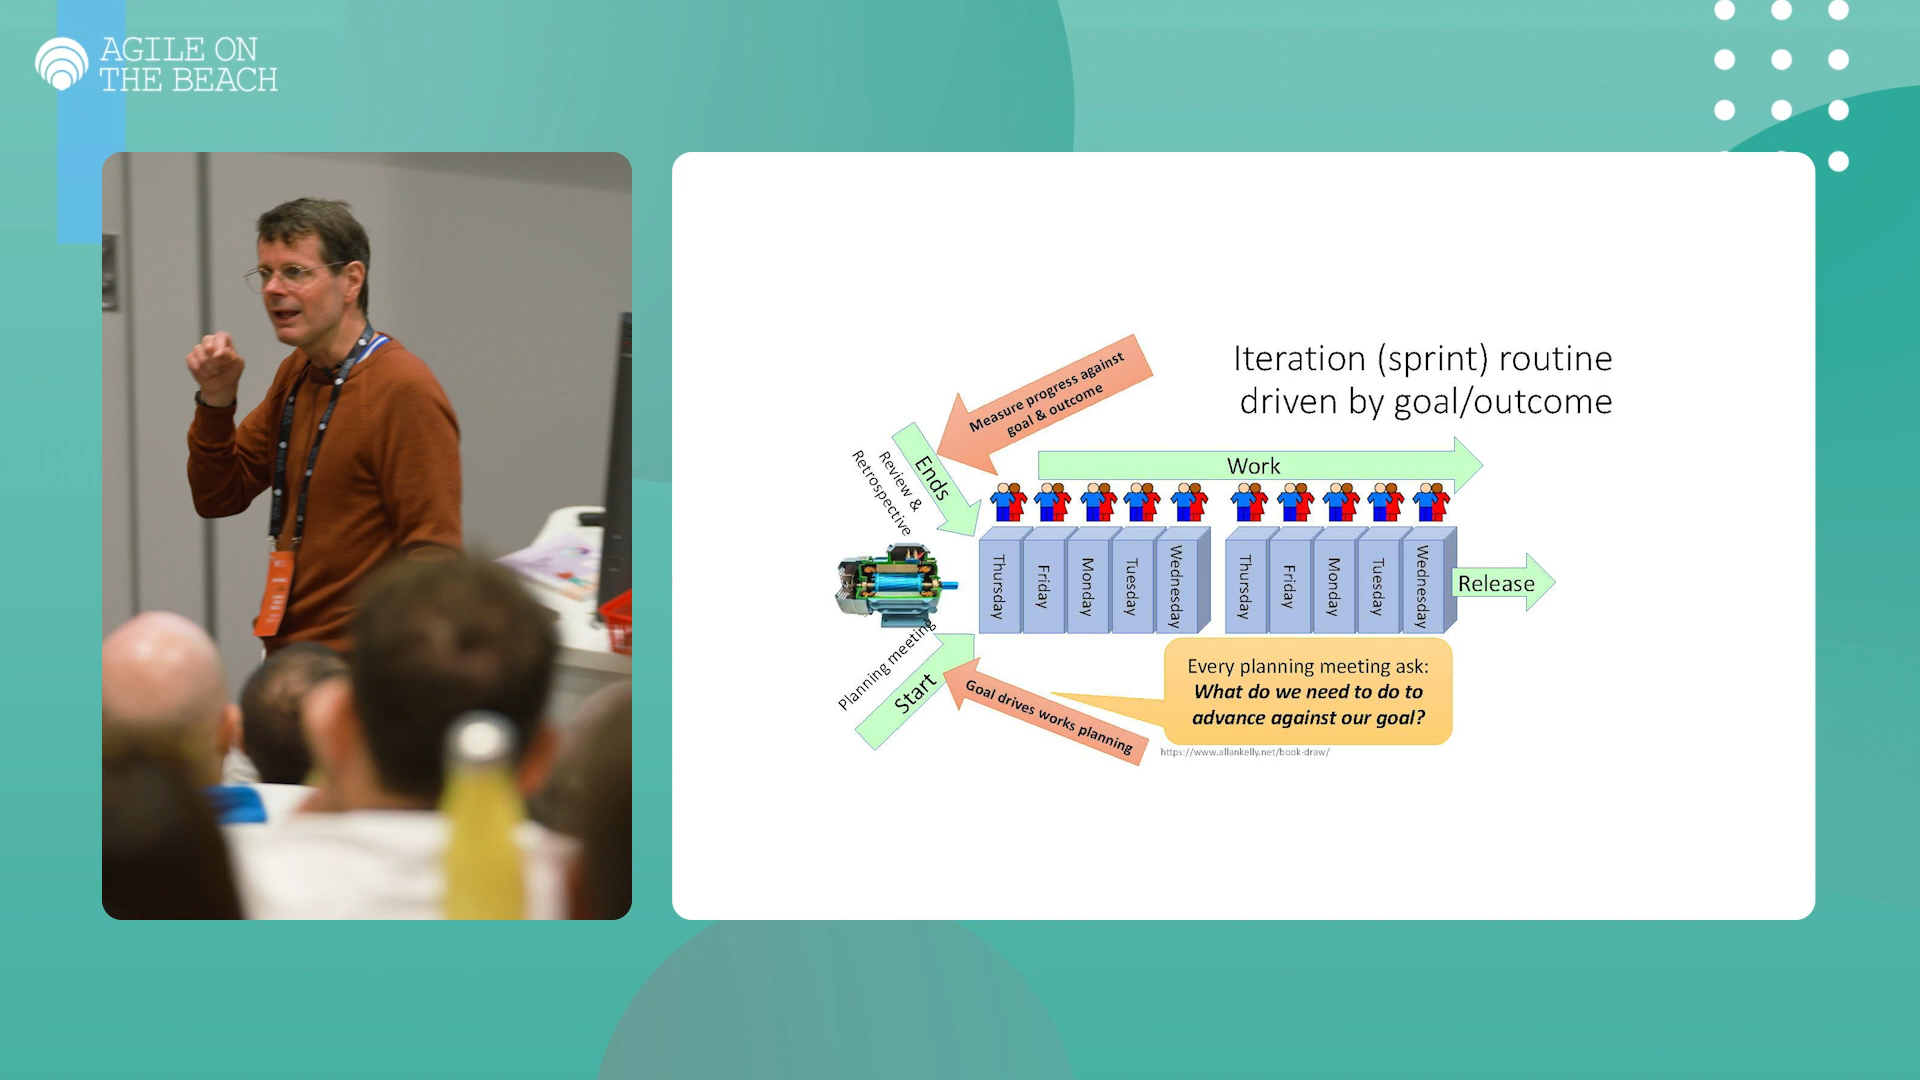 AGILE ON
THE BEACH
Iteration (sprint) routine
driven by goal/outcome
Measure progress against
goal & outcome
Ends
Review &
Retrospective
Work
Thursday
Friday
Monday
Tuesday
Wednesday
Thursday
Friday
Monday
Tuesday
Wednesday
Release
Planning meeting
Start
Goal drives works planning
Every planning meeting ask:
What do we need to do to
advance against our goal?
https://www.allankelly.net/book-draw/